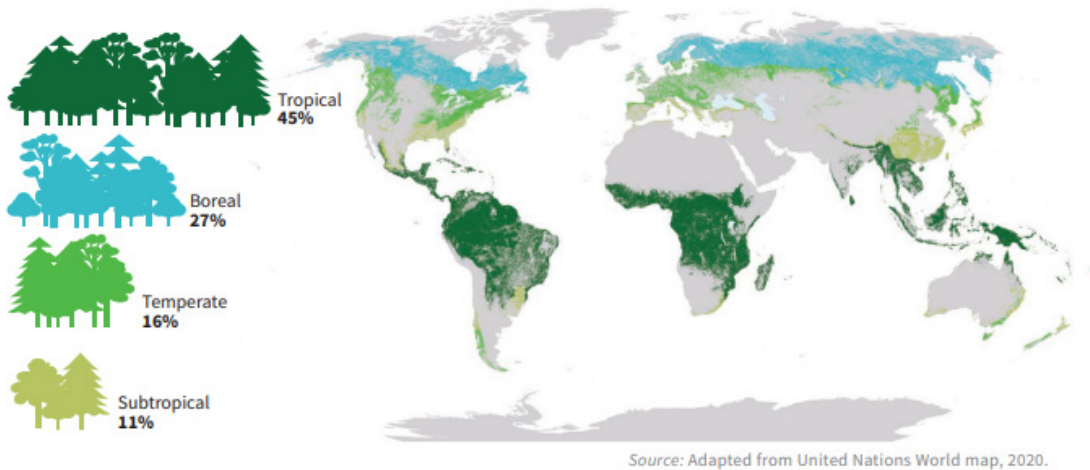 Tropical
45%
Boreal
27%
Temperate
16%
Subtropical
11%
Source: Adapted from United Nations World map, 2020.